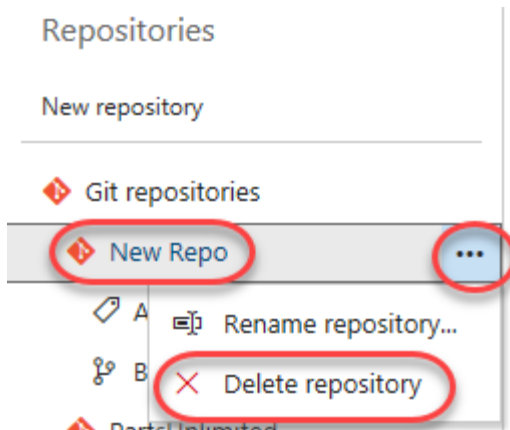 Repositories
New repository
Git repositories
New Repo ...
A
Rename repository...
B
Delete repository